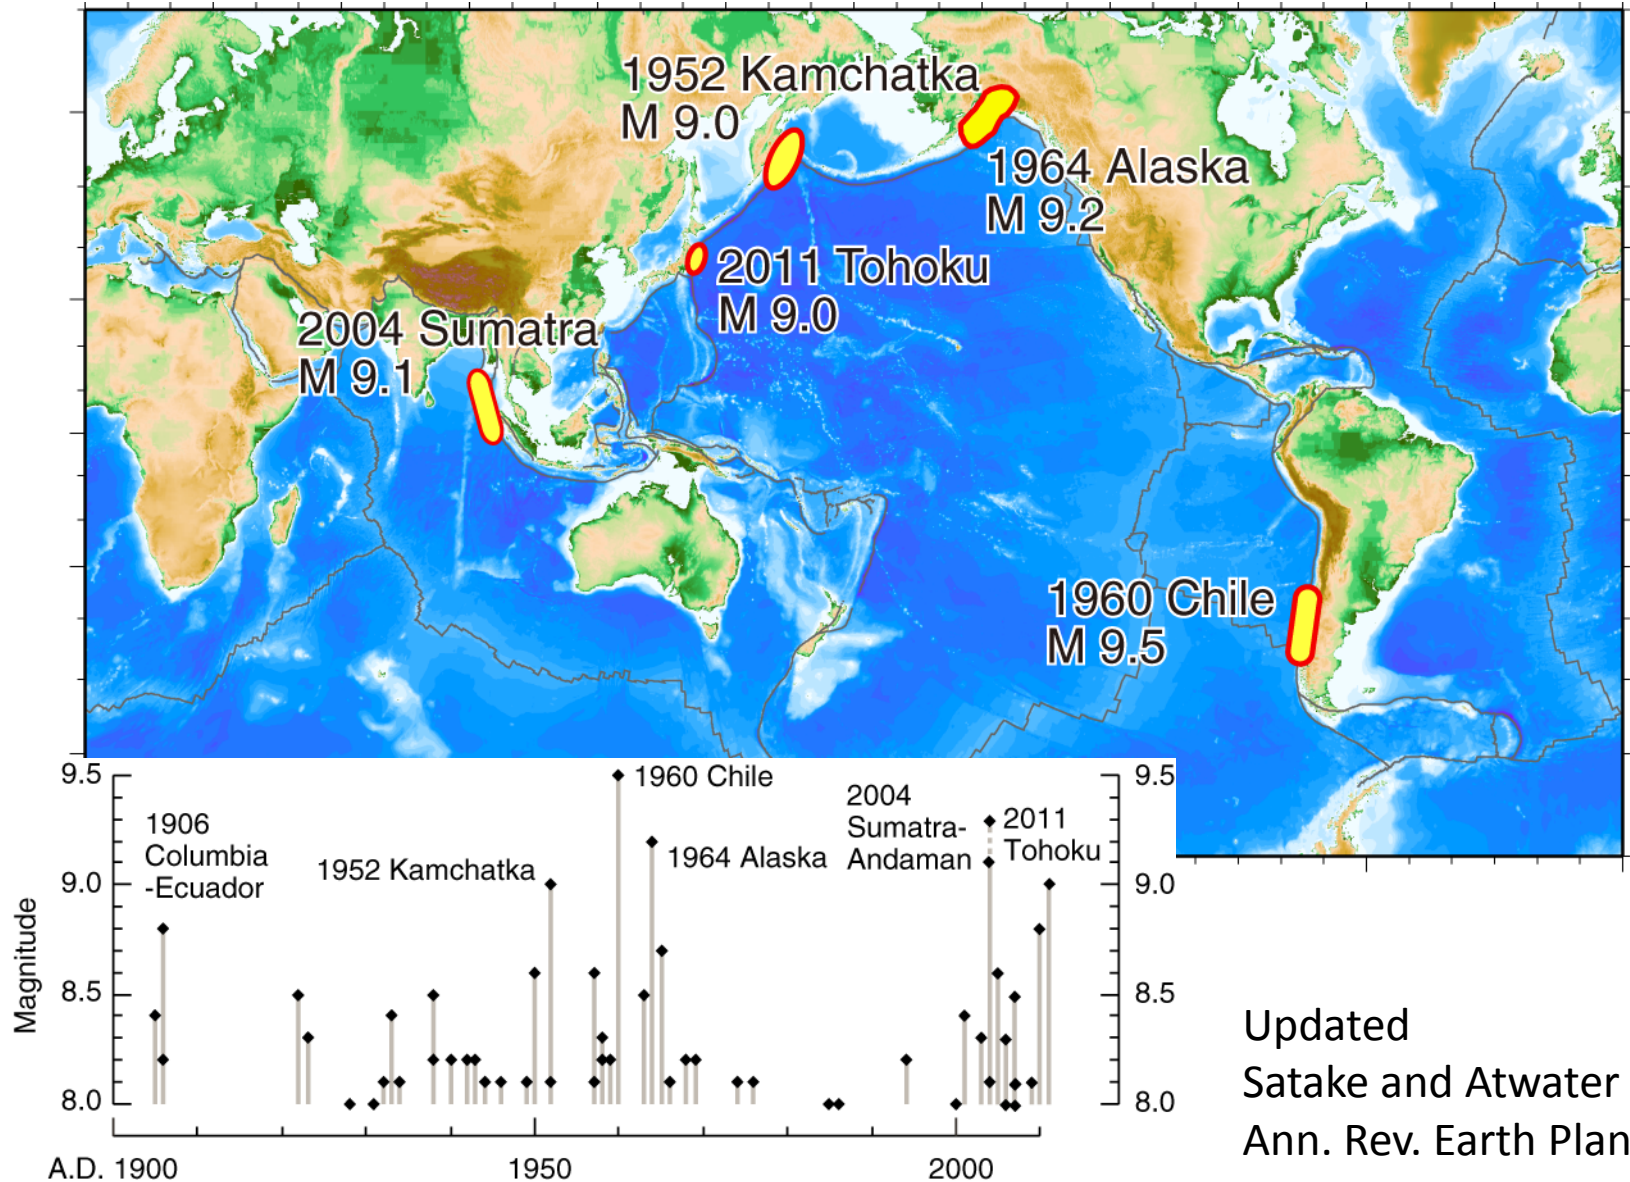 1952 Kamchatka
M 9.0
1964 Alaska
M 9.2
2011 Tohoku
M 9.0
2004 Sumatra
M 9.1
1960 Chile
M 9.5
9.5
9.0
8.5
8.0
Magnitude
1906
Columbia
-Ecuador
1952 Kamchatka
1960 Chile
1964 Alaska
2004
Sumatra-
Andaman
2011
Tohoku
9.5
9.0
8.5
8.0
A.D. 1900
1950
2000
Updated
Satake and Atwater
Ann. Rev. Earth Plan